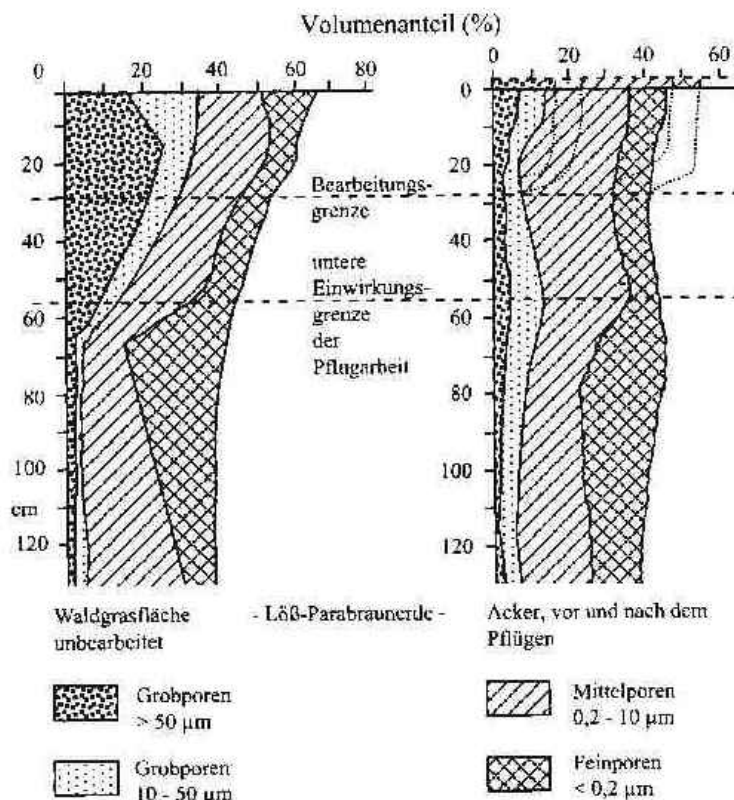 Volumenanteil (%)
0 20 40 60 80
0 20 40 60
20
40
60
80
100
cm
120
0
20
40
60
80
100
120
Bearbeitungs-
grenze
untere
Einwirkungs-
grenze
der
Pflugarbeit
Waldgrasfläche
unbearbeitet
- Löß-Parabraunerde -
Acker, vor und nach dem
Pflügen
Grobporen
> 50 µm
Grobporen
10 - 50 µm
Mittelporen
0,2 - 10 µm
Feinporen
< 0,2 µm